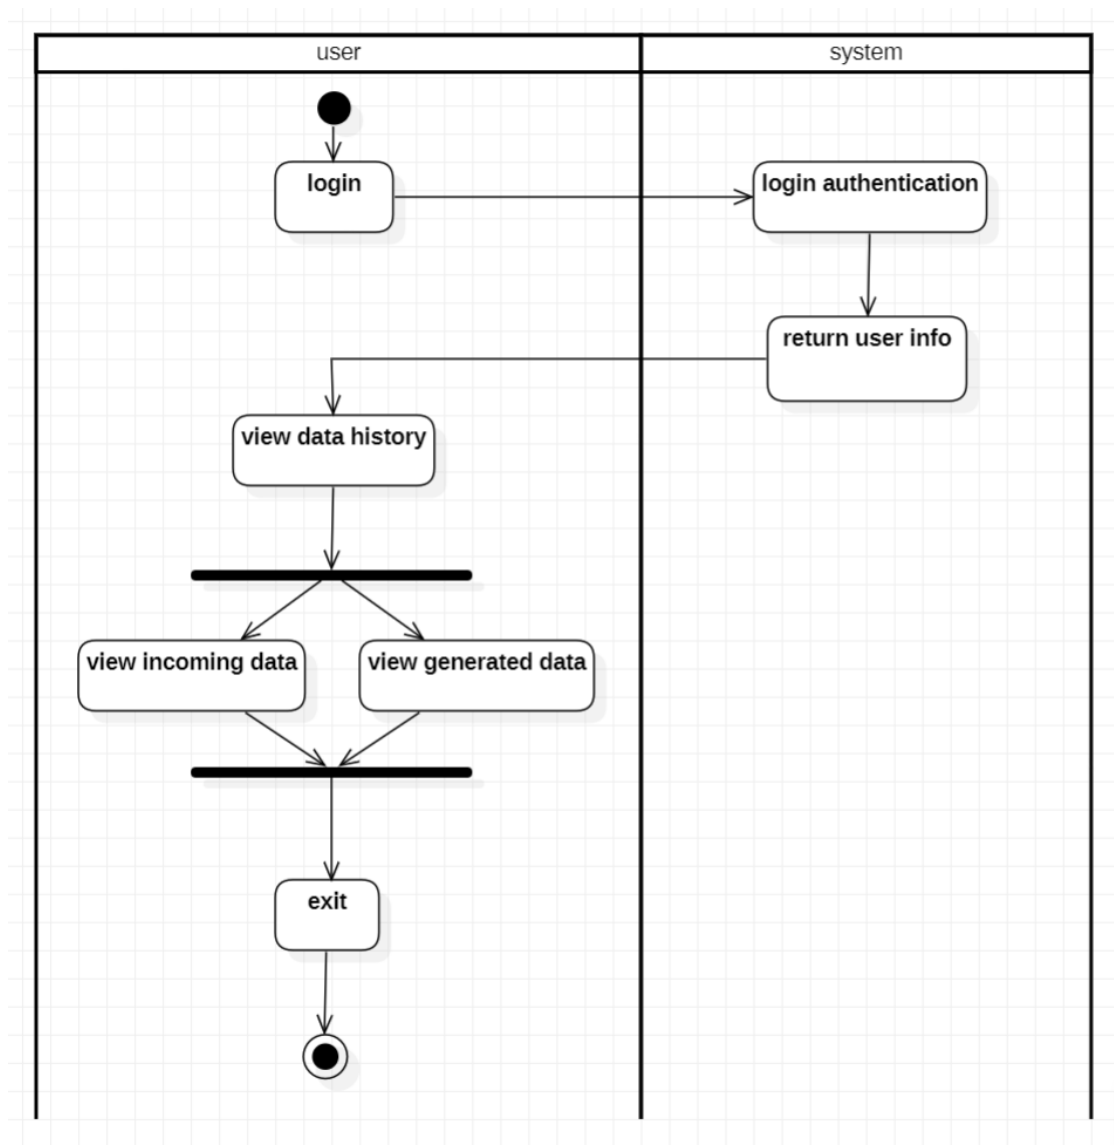 user
system
login
login authentication
return user info
view data history
view incoming data
view generated data
exit